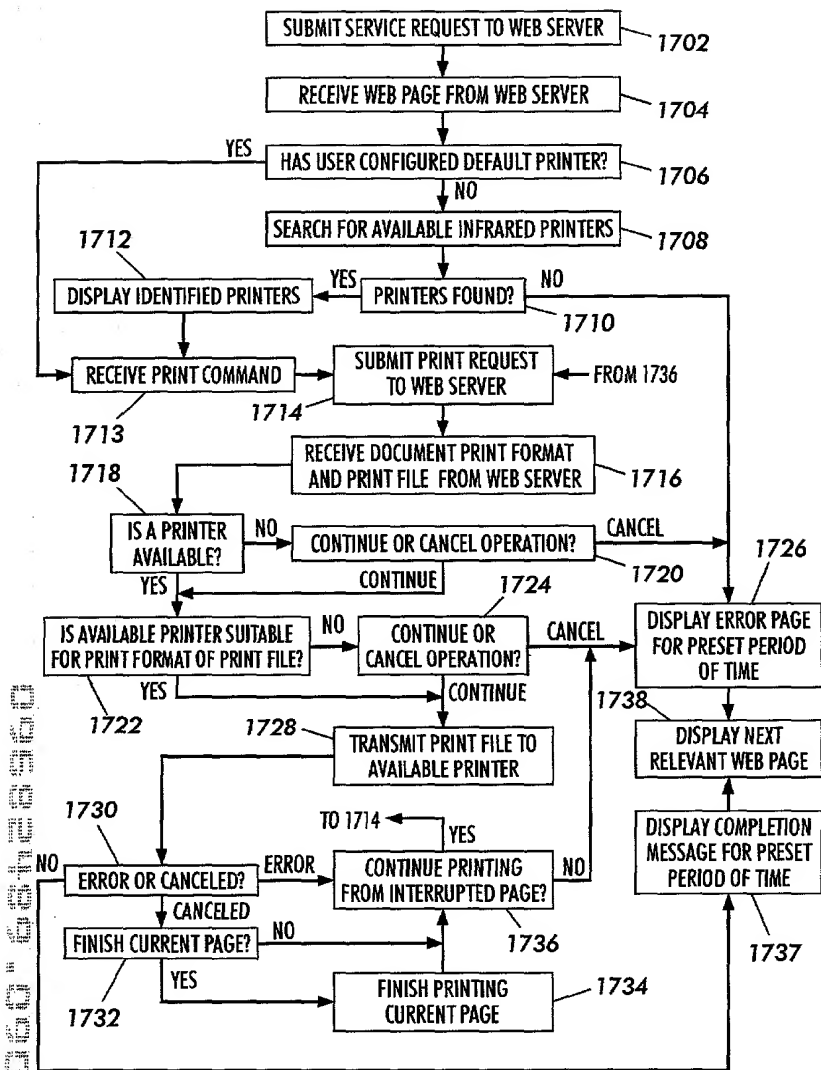 SUBMIT SERVICE REQUEST TO WEB SERVER
1702
RECEIVE WEB PAGE FROM WEB SERVER
1704
YES
HAS USER CONFIGURED DEFAULT PRINTER?
1706
NO
SEARCH FOR AVAILABLE INFRARED PRINTERS
1708
1712
DISPLAY IDENTIFIED PRINTERS
YES
PRINTERS FOUND?
NO
1710
RECEIVE PRINT COMMAND
1713
SUBMIT PRINT REQUEST
TO WEB SERVER
1714
FROM 1736
RECEIVE DOCUMENT PRINT FORMAT
AND PRINT FILE FROM WEB SERVER
1716
1718
IS A PRINTER
AVAILABLE?
NO
YES
CONTINUE OR CANCEL OPERATION?
CANCEL
1720
CONTINUE
1724
1726
IS AVAILABLE PRINTER SUITABLE
FOR PRINT FORMAT OF PRINT FILE?
NO
1722
YES
CONTINUE OR
CANCEL OPERATION?
CANCEL
CONTINUE
DISPLAY ERROR PAGE
FOR PRESET PERIOD
OF TIME
1738
DISPLAY NEXT
RELEVANT WEB PAGE
1728
TRANSMIT PRINT FILE TO
AVAILABLE PRINTER
DISPLAY COMPLETION
MESSAGE FOR PRESET
PERIOD OF TIME
1737
1730
NO
ERROR OR CANCELED?
ERROR
CANCELED
TO 1714
YES
CONTINUE PRINTING
FROM INTERRUPTED PAGE?
NO
1736
FINISH CURRENT PAGE?
NO
1732
YES
FINISH PRINTING
CURRENT PAGE
1734